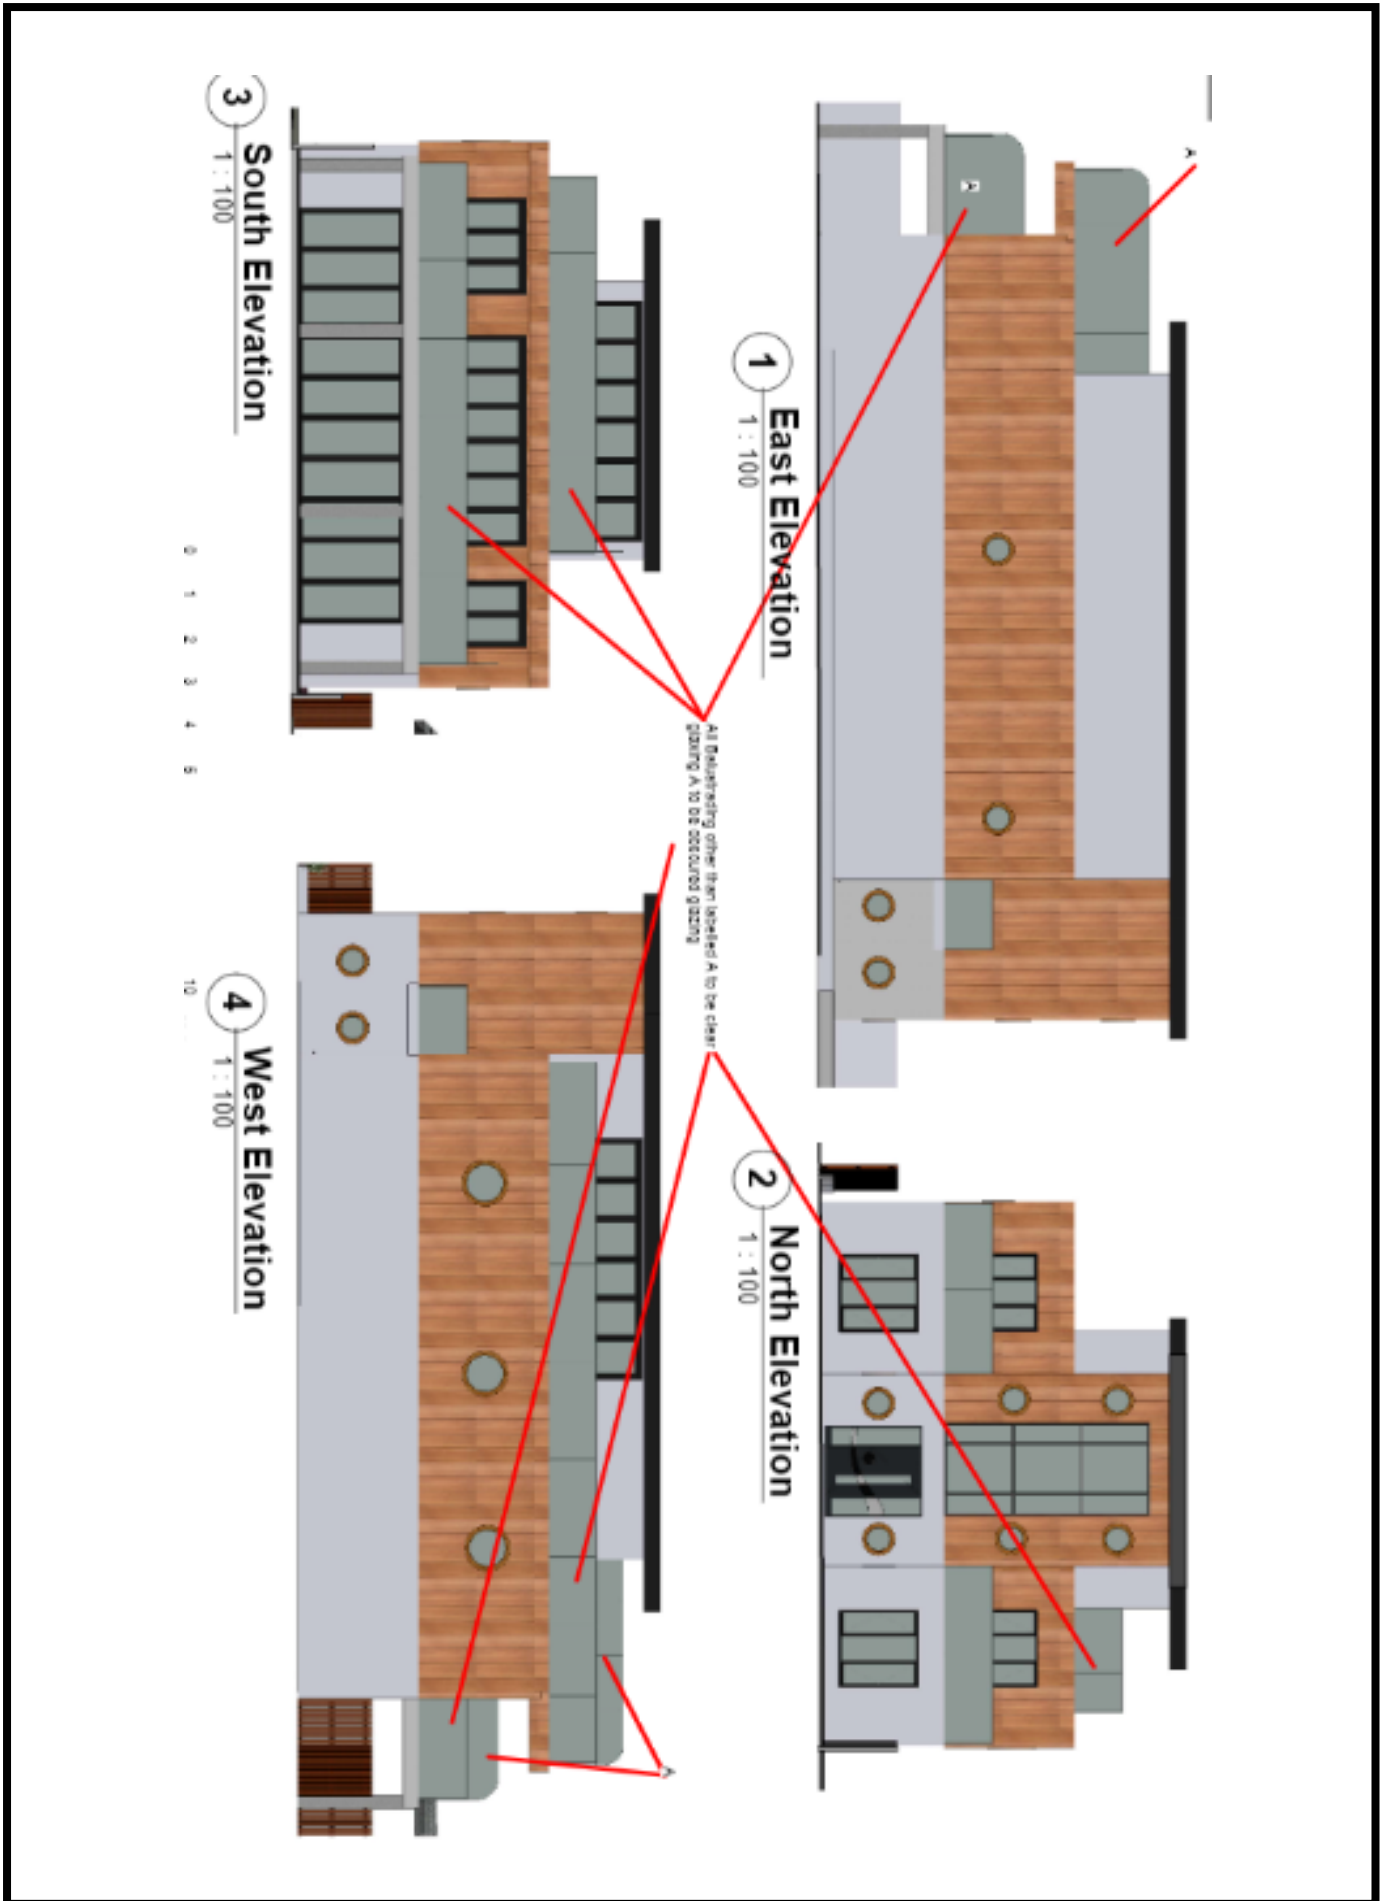 A
A
1
East Elevation
1 : 100
2
North Elevation
1 : 100
All Balustrading other than labelled A to be clear
glaxing A to be obscured glazing
A
3
South Elevation
1 : 100
4
West Elevation
1 : 100
0 1 2 3 4 5 10